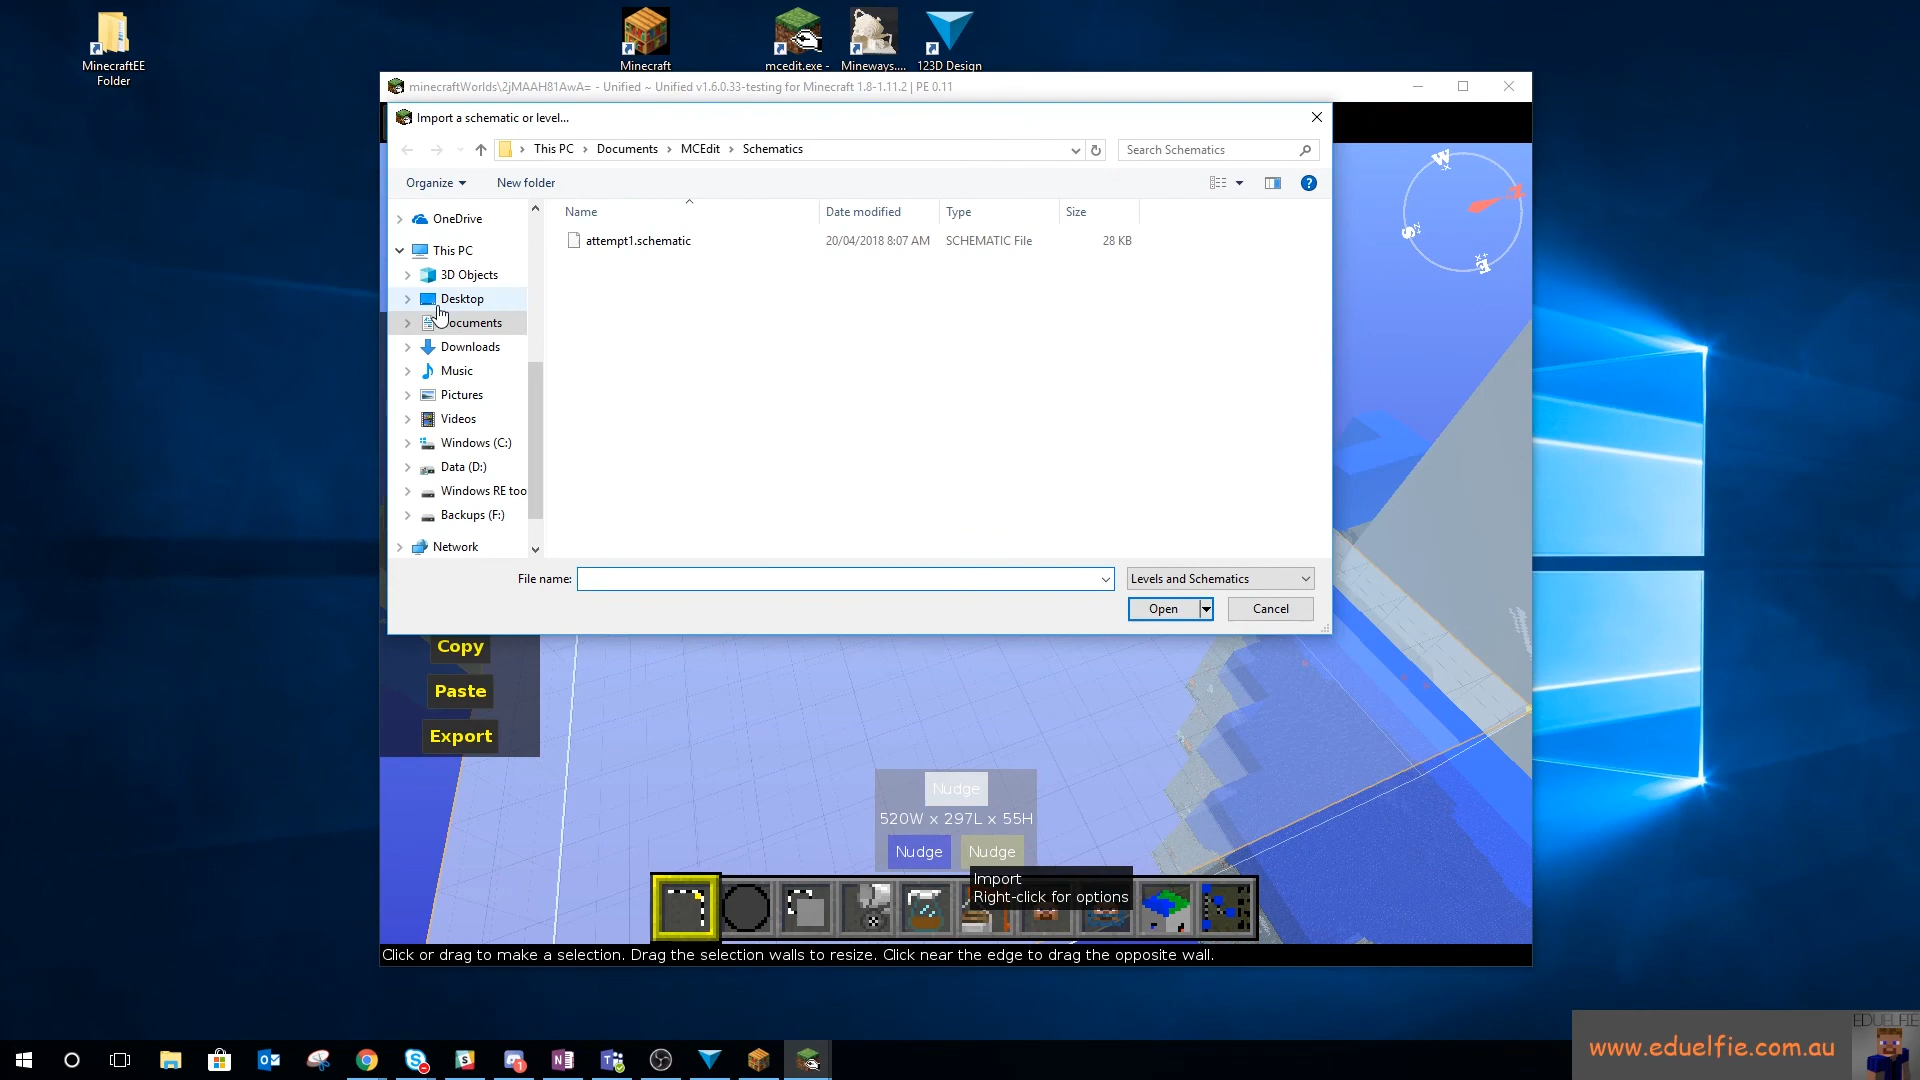 MinecraftEE
Folder
Minecraft
mcedit.exe -
Mineways....
123D Design
minecraftWorlds\2jMAAH81AwA= - Unified ~ Unified v1.6.0.33-testing for Minecraft 1.8-1.11.2 | PE 0.11
Import a schematic or level...
This PC > Documents > MCEdit > Schematics
Search Schematics
Organize
New folder
Name
Date modified
Type
Size
attempt1.schematic
20/04/2018 8:07 AM
SCHEMATIC File
28 KB
OneDrive
This PC
3D Objects
Desktop
Documents
Downloads
Music
Pictures
Videos
Windows (C:)
Data (D:)
Windows RE too
Backups (F:)
Network
File name:
Levels and Schematics
Open
Cancel
Copy
Paste
Export
Nudge
520W x 297L x 55H
Nudge
Nudge
Import
Right-click for options
Click or drag to make a selection. Drag the selection walls to resize. Click near the edge to drag the opposite wall.
EDUELFIE
www.eduelfie.com.au